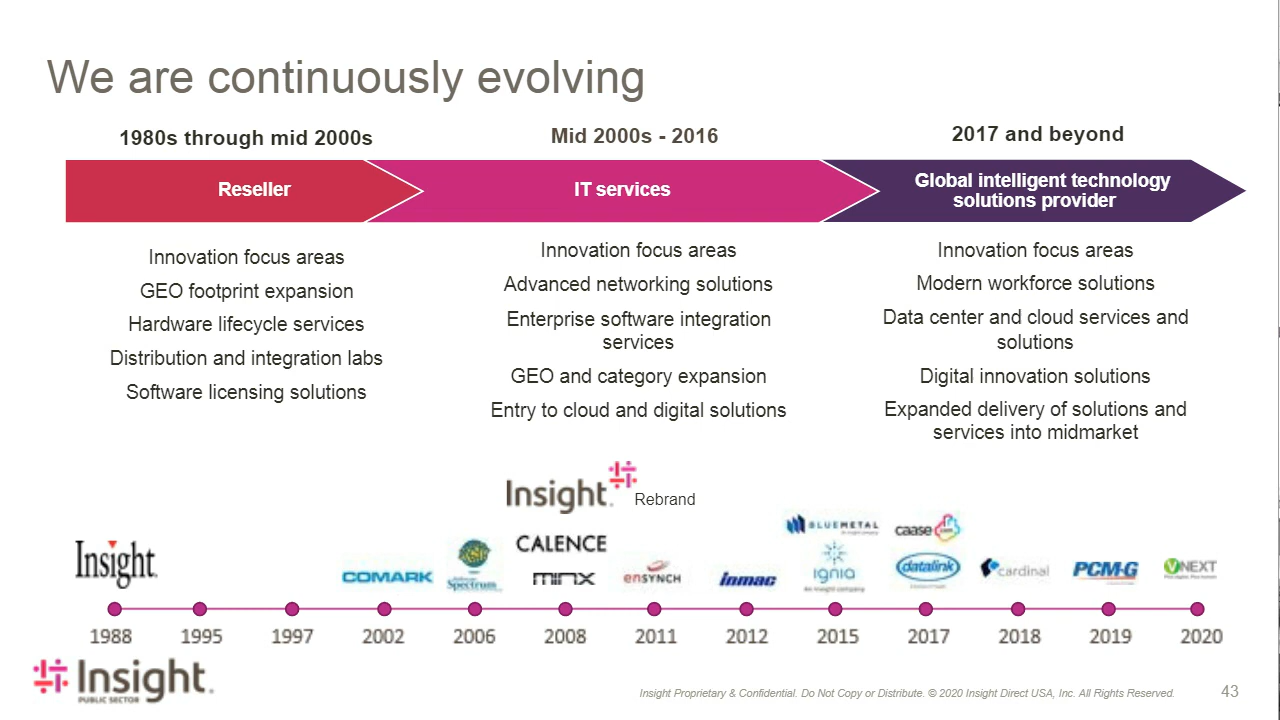 We are continuously evolving
1980s through mid 2000s
Mid 2000s - 2016
2017 and beyond
Reseller
IT services
Global intelligent technology
solutions provider
Innovation focus areas
GEO footprint expansion
Hardware lifecycle services
Distribution and integration labs
Software licensing solutions
Innovation focus areas
Advanced networking solutions
Enterprise software integration
services
GEO and category expansion
Entry to cloud and digital solutions
Innovation focus areas
Modern workforce solutions
Data center and cloud services and
solutions
Digital innovation solutions
Expanded delivery of solutions and
services into midmarket
Insight.
Rebrand
Insight.
COMARK
Spectrum
CALENCE
MINX
ensynch
inmac
BLUEMETAL
ignia
An Insight company
caase
datalink
cardinal
PCM-G
VNEXT
1988 1995 1997 2002 2006 2008 2011 2012 2015 2017 2018 2019 2020
Insight.
PUBLIC SECTOR
Insight Proprietary & Confidential. Copy or Distribute. © 2020 Insight Direct USA, Inc. All Rights Reserved.
43